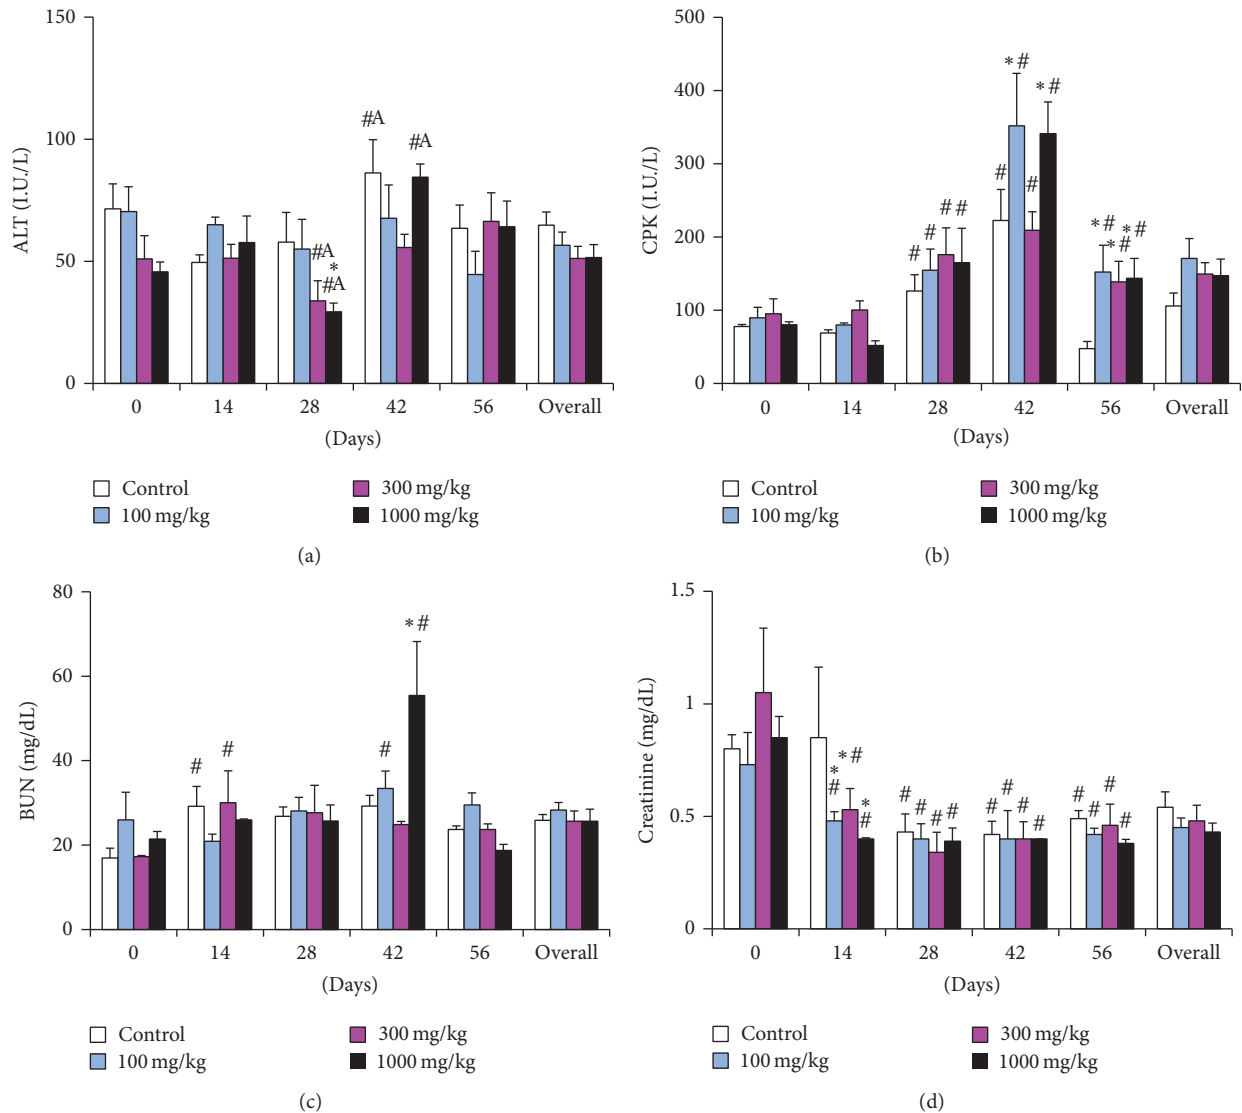 150
100
50
0
ALT (I.U./L)
#A
#A
#A
*
#A
0 14 28 42 56 Overall
(Days)
Control 300 mg/kg
100 mg/kg 1000 mg/kg
(a)
500
400
300
200
100
0
CPK (I.U./L)
*#
*#
#
#
# # # #
*# *
*# #
0 14 28 42 56 Overall
(Days)
Control 300 mg/kg
100 mg/kg 1000 mg/kg
(b)
80
60
40
20
0
BUN (mg/dL)
*#
# # #
0 14 28 42 56 Overall
(Days)
Control 300 mg/kg
100 mg/kg 1000 mg/kg
(c)
1.5
1
0.5
0
Creatinine (mg/dL)
*#
* *
# #
# # # #
# # # #
# # # #
0 14 28 42 56 Overall
(Days)
Control 300 mg/kg
100 mg/kg 1000 mg/kg
(d)